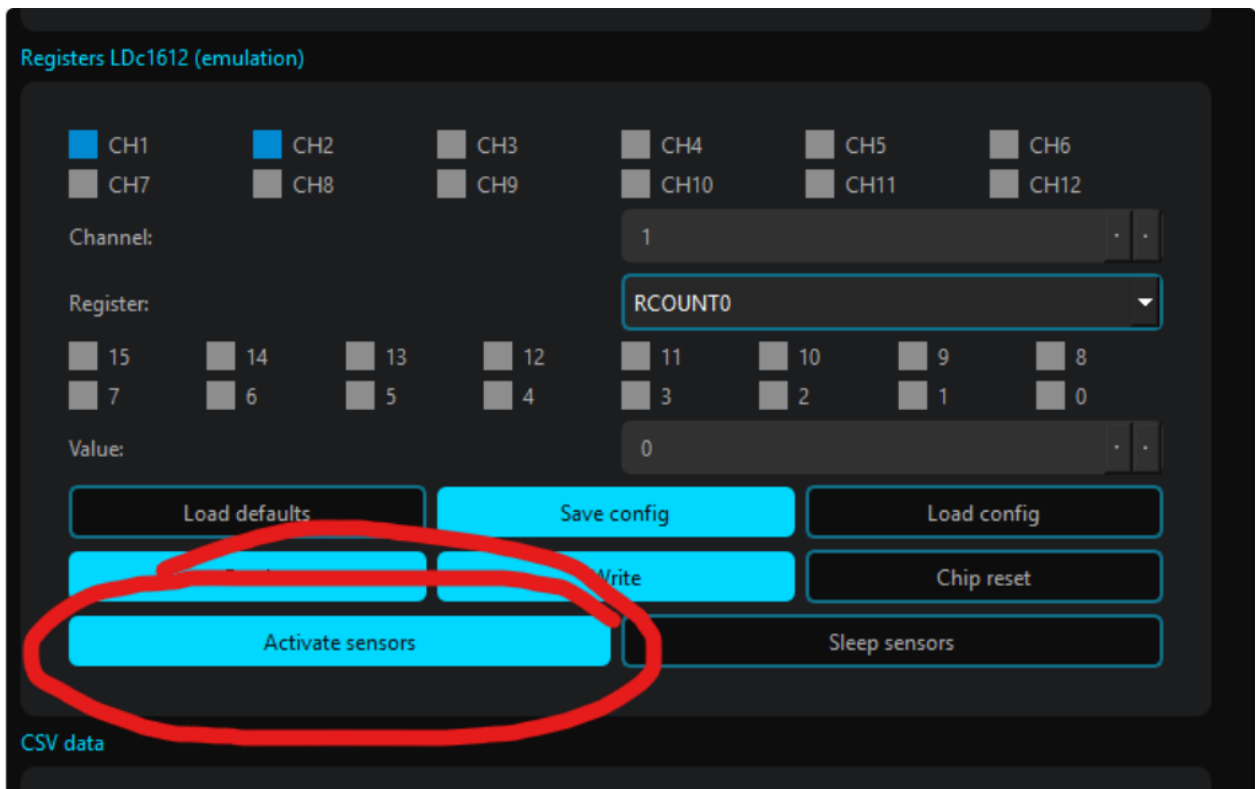 Registers LDc1612 (emulation)
CH1 CH2 CH3 CH4 CH5 CH6
CH7 CH8 CH9 CH10 CH11 CH12
Channel: 1
Register: RCOUNT0
15 14 13 12 11 10 9 8
7 6 5 4 3 2 1 0
Value: 0
Load defaults Save config Load config
Write Chip reset
Activate sensors Sleep sensors
CSV data